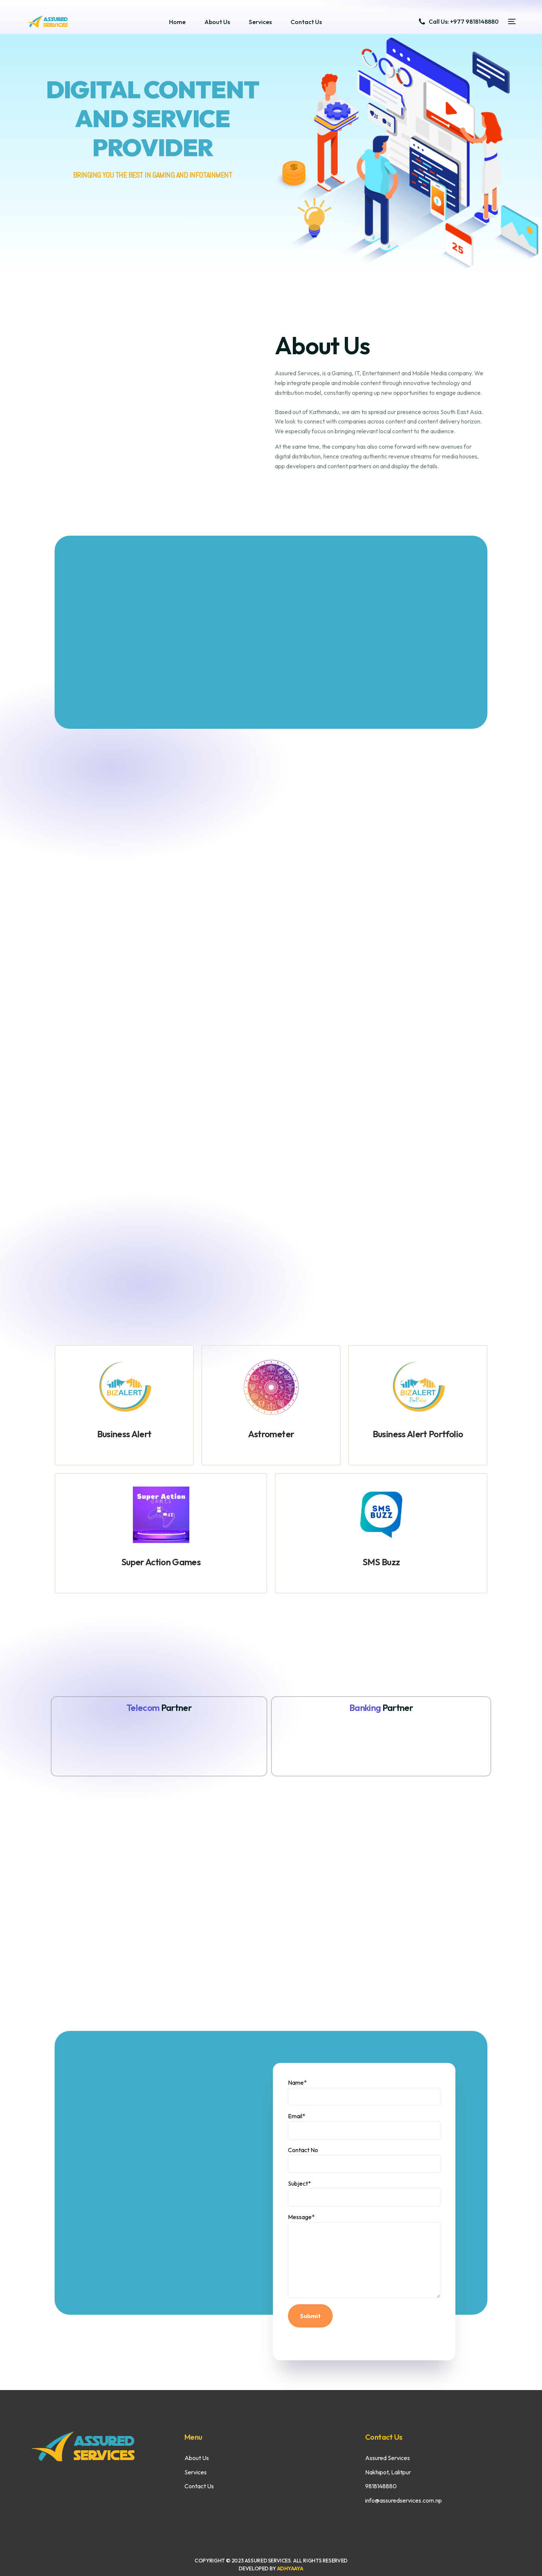 ASSURED
SERVICES
Home
About Us
Services
Contact Us
Call Us: +977 9818148880
DIGITAL CONTENT
AND SERVICE
PROVIDER
BRINGING YOU THE BEST IN GAMING AND INFOTAINMENT
25
About Us
Assured Services, is a Gaming, IT, Entertainment and Mobile Media company. We
help integrate people and mobile content through innovative technology and
distribution model, constantly opening up new opportunities to engage audience.
Based out of Kathmandu, we aim to spread our presence across South East Asia.
We look to connect with companies across content and content delivery horizon.
We especially focus on bringing relevant local content to the audience.
At the same time, the company has also come forward with new avenues for
digital distribution, hence creating authentic revenue streams for media houses,
app developers and content partners on and display the details.
BIZALERT
Business Alert
Astrometer
BIZALERT
Business Alert Portfolio
Super Action
GAMES
Super Action Games
SMS
BUZZ
SMS Buzz
Telecom Partner
Banking Partner
Name*
Email*
Contact No
Subject*
Message*
Submit
ASSURED
SERVICES
Menu
About Us
Services
Contact Us
Contact Us
Assured Services
Nakhipot, Lalitpur
9818148880
info@assuredservices.com.np
COPYRIGHT © 2023 ASSURED SERVICES. ALL RIGHTS RESERVED
DEVELOPED BY ADHYAAYA